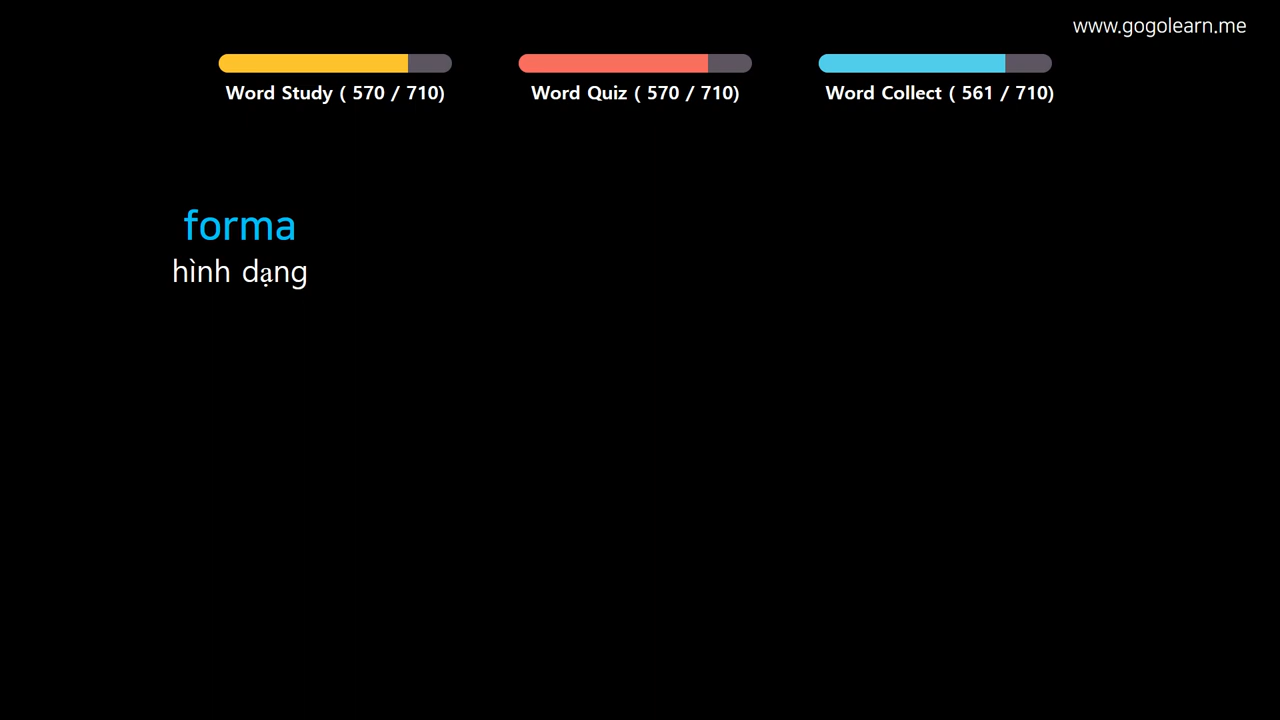 www.gogolearn.me
Word Study ( 570 / 710)
Word Quiz ( 570 / 710)
Word Collect ( 561 / 710)
forma
hình dạng